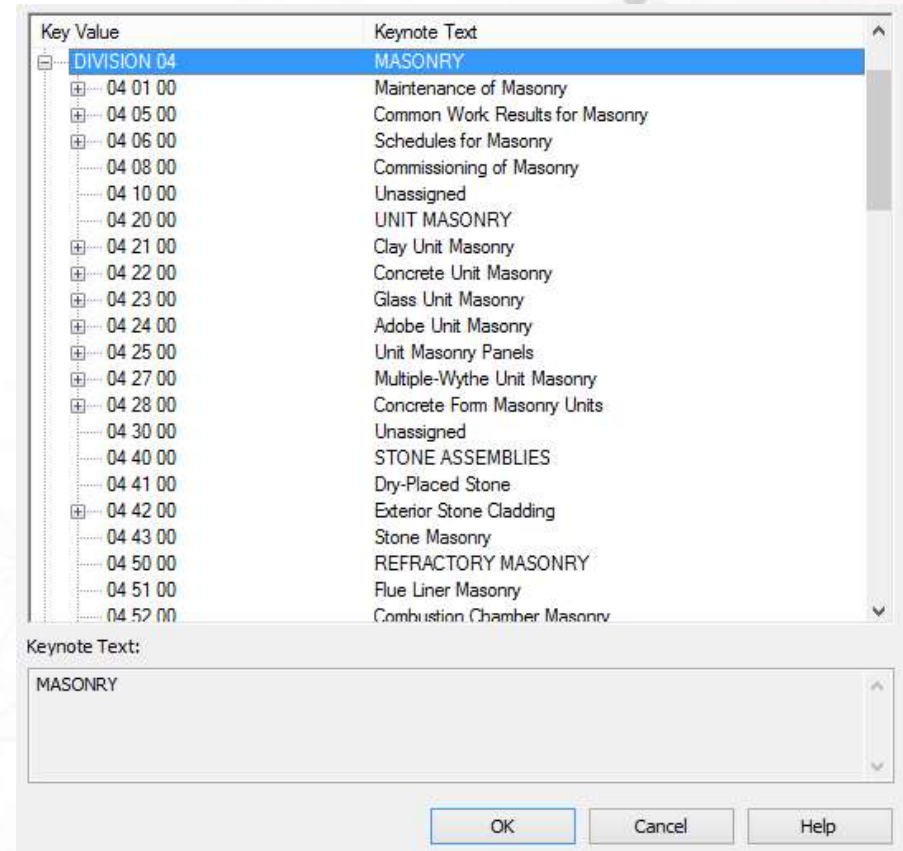 Key Value Keynote Text
DIVISION 04 MASONRY
04 01 00 Maintenance of Masonry
04 05 00 Common Work Results for Masonry
04 06 00 Schedules for Masonry
04 08 00 Commissioning of Masonry
04 10 00 Unassigned
04 20 00 UNIT MASONRY
04 21 00 Clay Unit Masonry
04 22 00 Concrete Unit Masonry
04 23 00 Glass Unit Masonry
04 24 00 Adobe Unit Masonry
04 25 00 Unit Masonry Panels
04 27 00 Multiple-Wythe Unit Masonry
04 28 00 Concrete Form Masonry Units
04 30 00 Unassigned
04 40 00 STONE ASSEMBLIES
04 41 00 Dry-Placed Stone
04 42 00 Exterior Stone Cladding
04 43 00 Stone Masonry
04 50 00 REFRACTORY MASONRY
04 51 00 Flue Liner Masonry
04 52 00 Combustion Chamber Masonry
Keynote Text:
MASONRY
OK Cancel Help